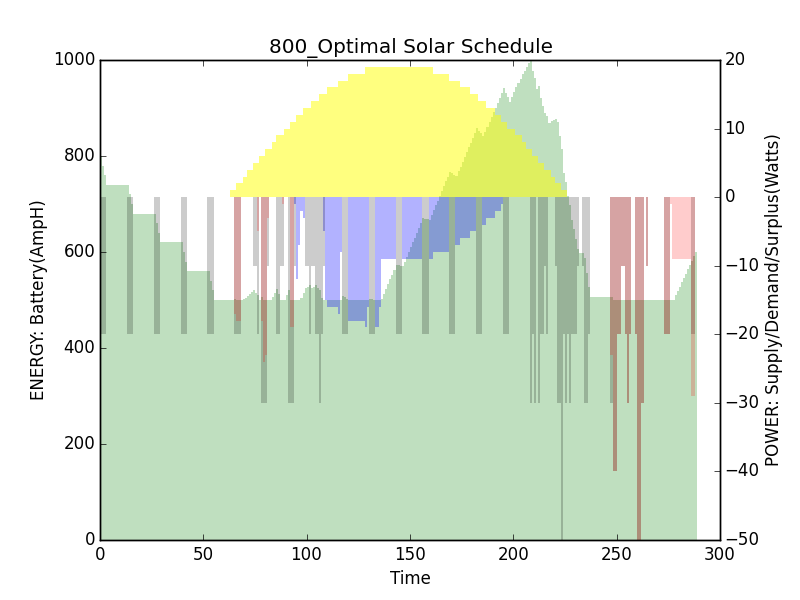 800_Optimal Solar Schedule
1000
800
600
400
200
0
ENERGY: Battery(AmpH)
20
10
0
−10
−20
−30
−40
−50
POWER: Supply/Demand/Surplus(Watts)
0 50 100 150 200 250 300
Time